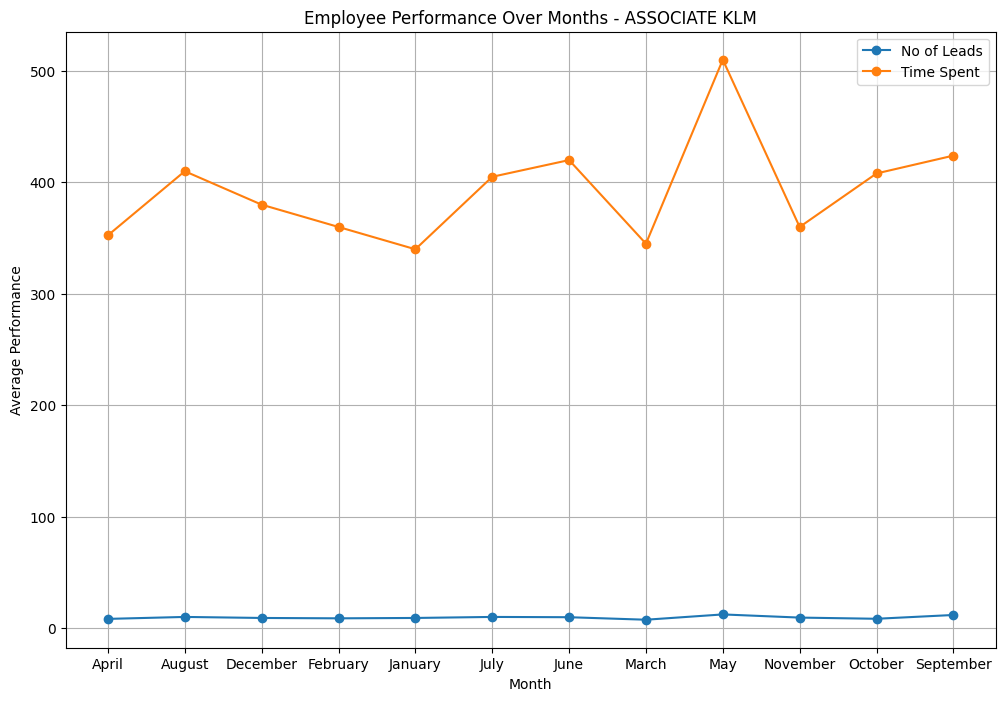 Employee Performance Over Months - ASSOCIATE KLM
No of Leads
Time Spent
Average Performance
500
400
300
200
100
0
April August December February January July June March May November October September
Month